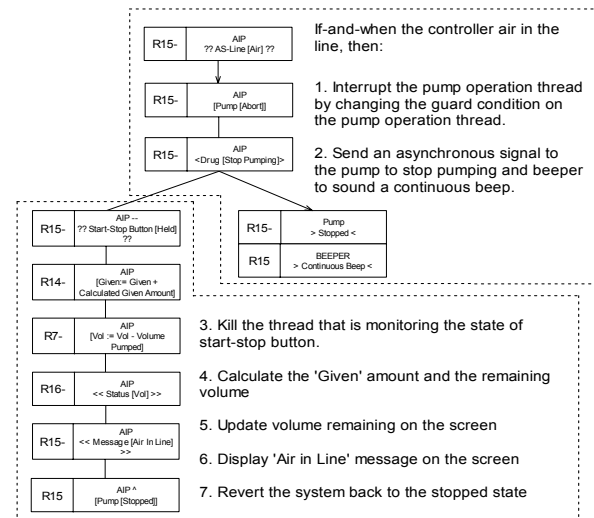 If-and-when the controller air in the
line, then:
R15-
AIP
?? AS-Line [Air] ??
1. Interrupt the pump operation thread
by changing the guard condition on
the pump operation thread.
R15-
AIP
[Pump [Abort]]
2. Send an asynchronous signal to
the pump to stop pumping and beeper
to sound a continuous beep.
R15-
AIP
<Drug [Stop Pumping]>
R15-
AIP --
?? Start-Stop Button [Held]
??
R15-
Pump
> Stopped <
R15
BEEPER
> Continuous Beep <
R14-
AIP
[Given:= Given +
Calculated Given Amount]
R7-
AIP
[Vol := Vol - Volume
Pumped]
3. Kill the thread that is monitoring the state of
start-stop button.
4. Calculate the 'Given' amount and the remaining
volume
R16-
AIP
<< Status [Vol] >>
5. Update volume remaining on the screen
R15-
AIP
<< Message [Air In Line]
>>
6. Display 'Air in Line' message on the screen
R15
AIP ^
[Pump [Stopped]]
7. Revert the system back to the stopped state